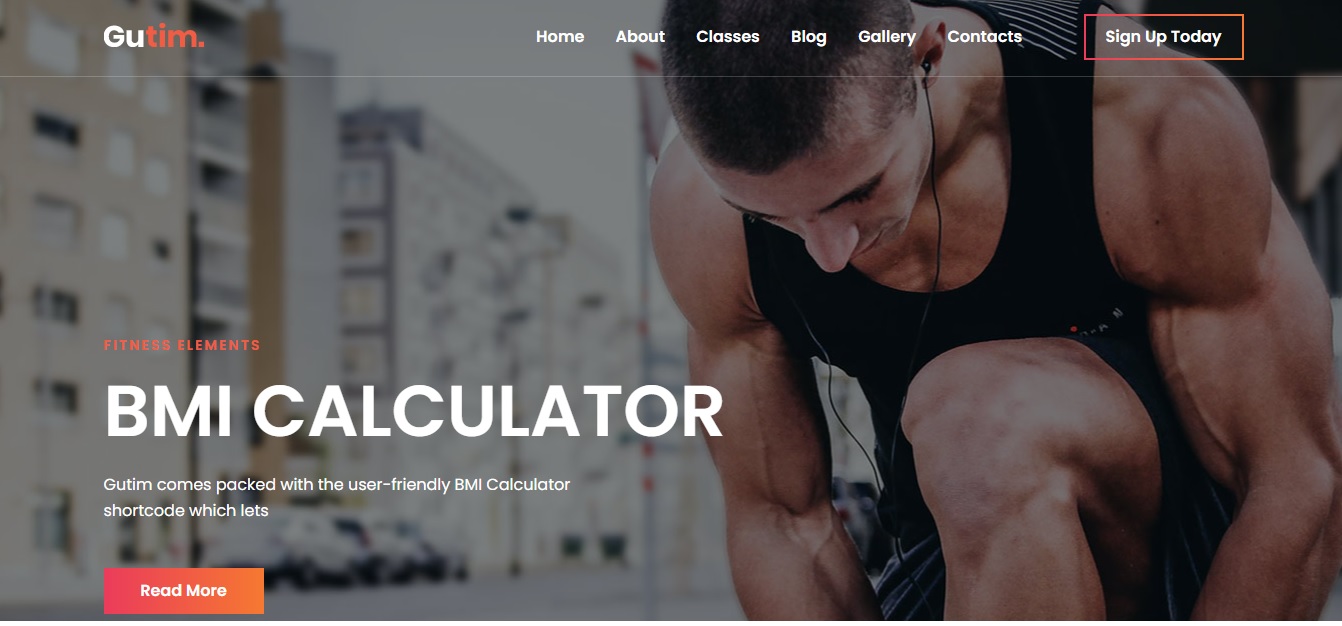 Gutim.
Home About Classes Blog Gallery Contacts Sign Up Today
FITNESS ELEMENTS
BMI CALCULATOR
Gutim comes packed with the user-friendly BMI Calculator
shortcode which lets
Read More